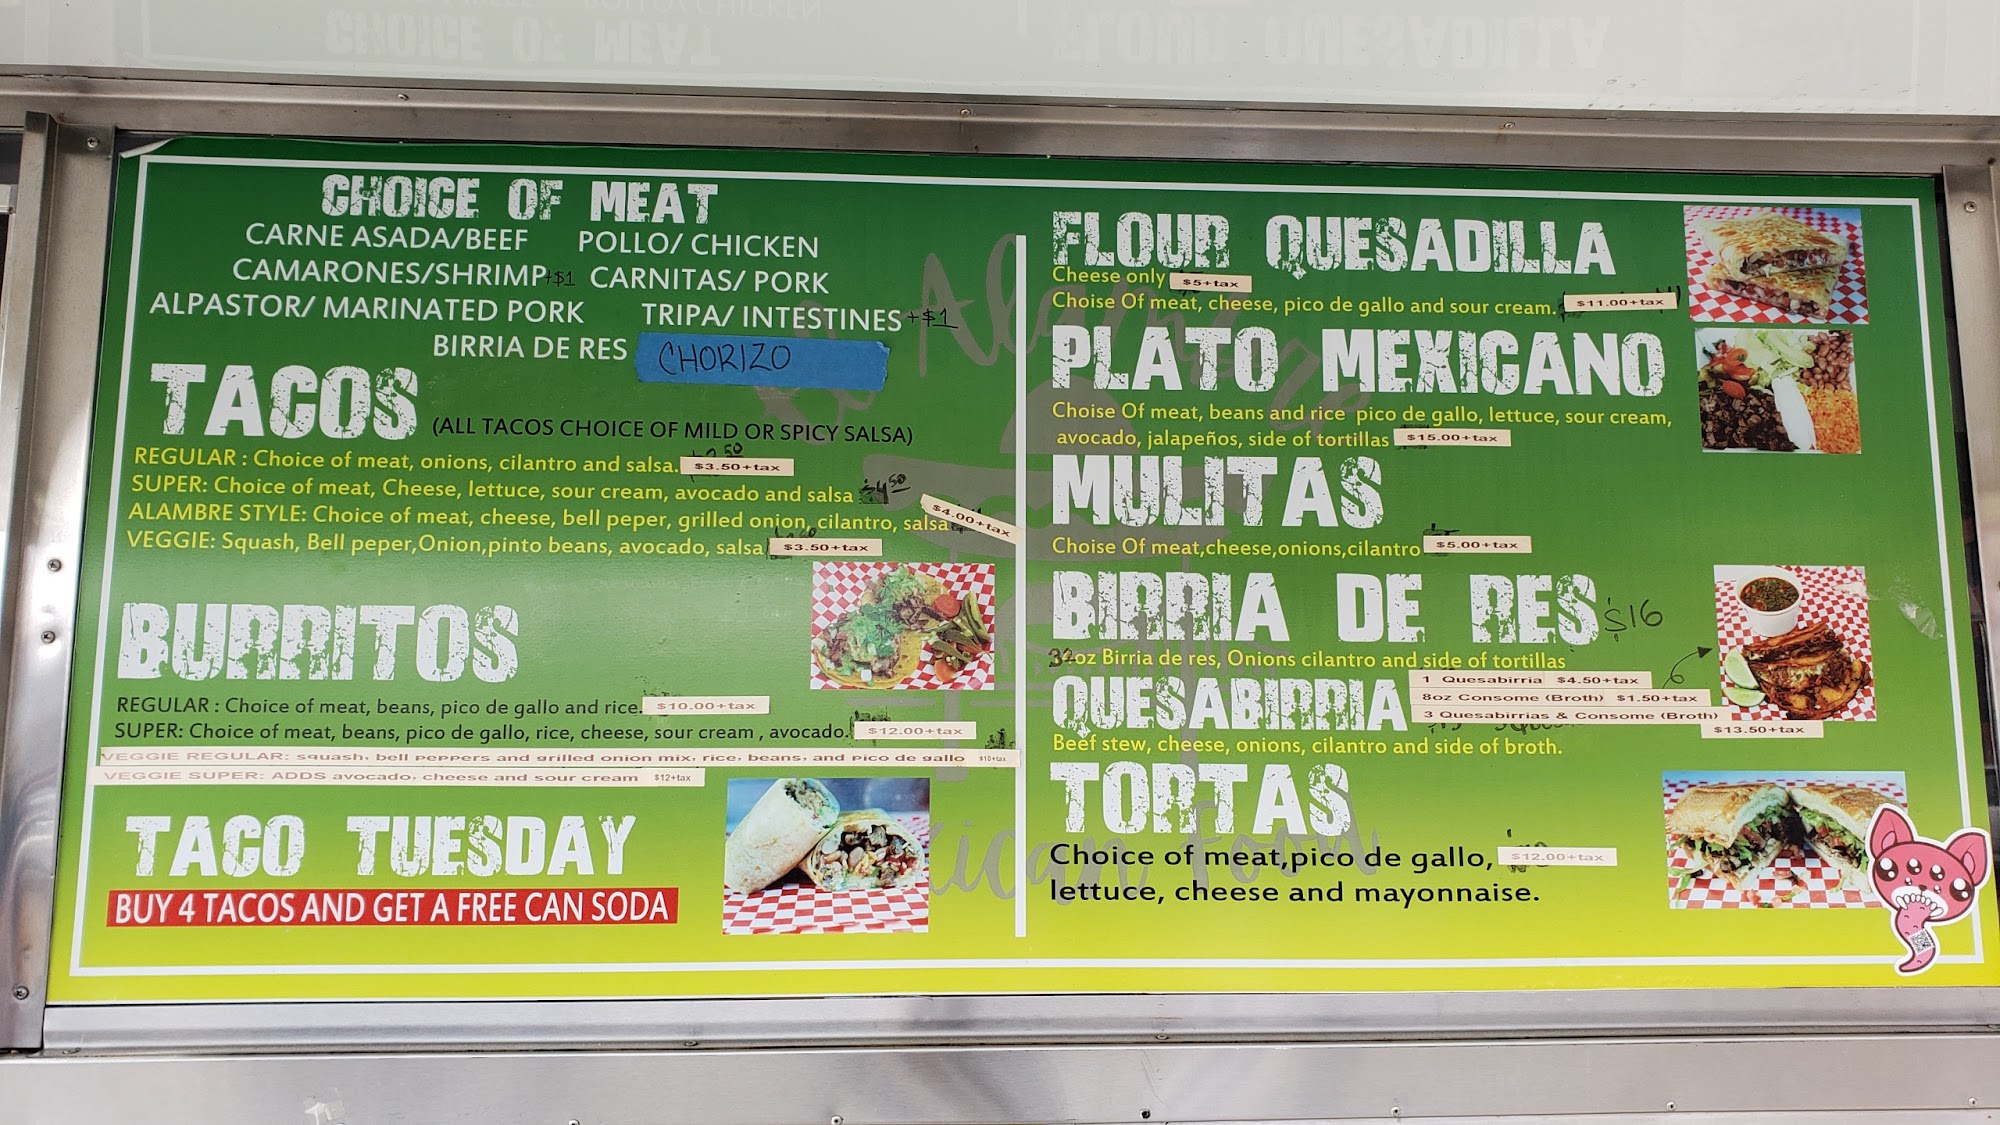 CHOICE OF MEAT
CARNE ASADA/BEEF POLLO/ CHICKEN
CAMARONES/SHRIMP +$1 CARNITAS/ PORK
ALPASTOR/ MARINATED PORK TRIPA/ INTESTINES +$1
BIRRIA DE RES CHORIZO
TACOS (ALL TACOS CHOICE OF MILD OR SPICY SALSA)
REGULAR : Choice of meat, onions, cilantro and salsa. $3.50+tax
SUPER: Choice of meat, Cheese, lettuce, sour cream, avocado and salsa $4.50
ALAMBRE STYLE: Choice of meat, cheese, bell peper, grilled onion, cilantro, salsa $4.00+tax
VEGGIE: Squash, Bell peper,Onion,pinto beans, avocado, salsa $3.50+tax
BURRITOS
REGULAR : Choice of meat, beans, pico de gallo and rice. $10.00+tax
SUPER: Choice of meat, beans, pico de gallo, rice, cheese, sour cream , avocado. $12.00+tax
VEGGIE REGULAR: squash, bell peppers and grilled onion mix, rice, beans, and pico de gallo $10+tax
VEGGIE SUPER: ADDS avocado, cheese and sour cream $12+tax
TACO TUESDAY
BUY 4 TACOS AND GET A FREE CAN SODA
FLOUR QUESADILLA
Cheese only $5+tax
Choise Of meat, cheese, pico de gallo and sour cream. $11.00+tax
PLATO MEXICANO
Choise Of meat, beans and rice pico de gallo, lettuce, sour cream,
avocado, jalapeños, side of tortillas $15.00+tax
MULITAS
Choise Of meat,cheese,onions,cilantro $5.00+tax
BIRRIA DE RES $16
32oz Birria de res, Onions cilantro and side of tortillas
QUESABIRRIA
1 Quesabirria $4.50+tax
8oz Consome (Broth) $1.50+tax
3 Quesabirrias & Consome (Broth)
$13.50+tax
Beef stew, cheese, onions, cilantro and side of broth.
TORTAS
Choice of meat,pico de gallo, $12.00+tax
lettuce, cheese and mayonnaise.